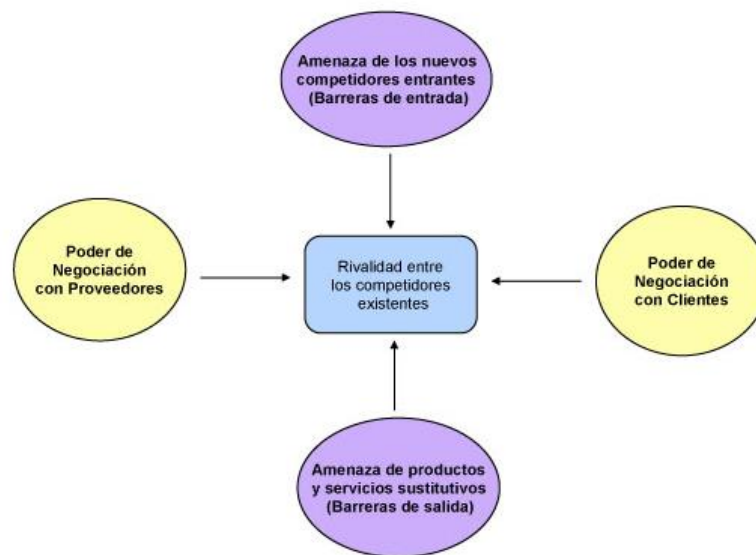 Amenaza de los nuevos
competidores entrantes
(Barreras de entrada)
Poder de
Negociación
con Proveedores
Rivalidad entre
los competidores
existentes
Poder de
Negociación
con Clientes
Amenaza de productos
y servicios sustitutivos
(Barreras de salida)